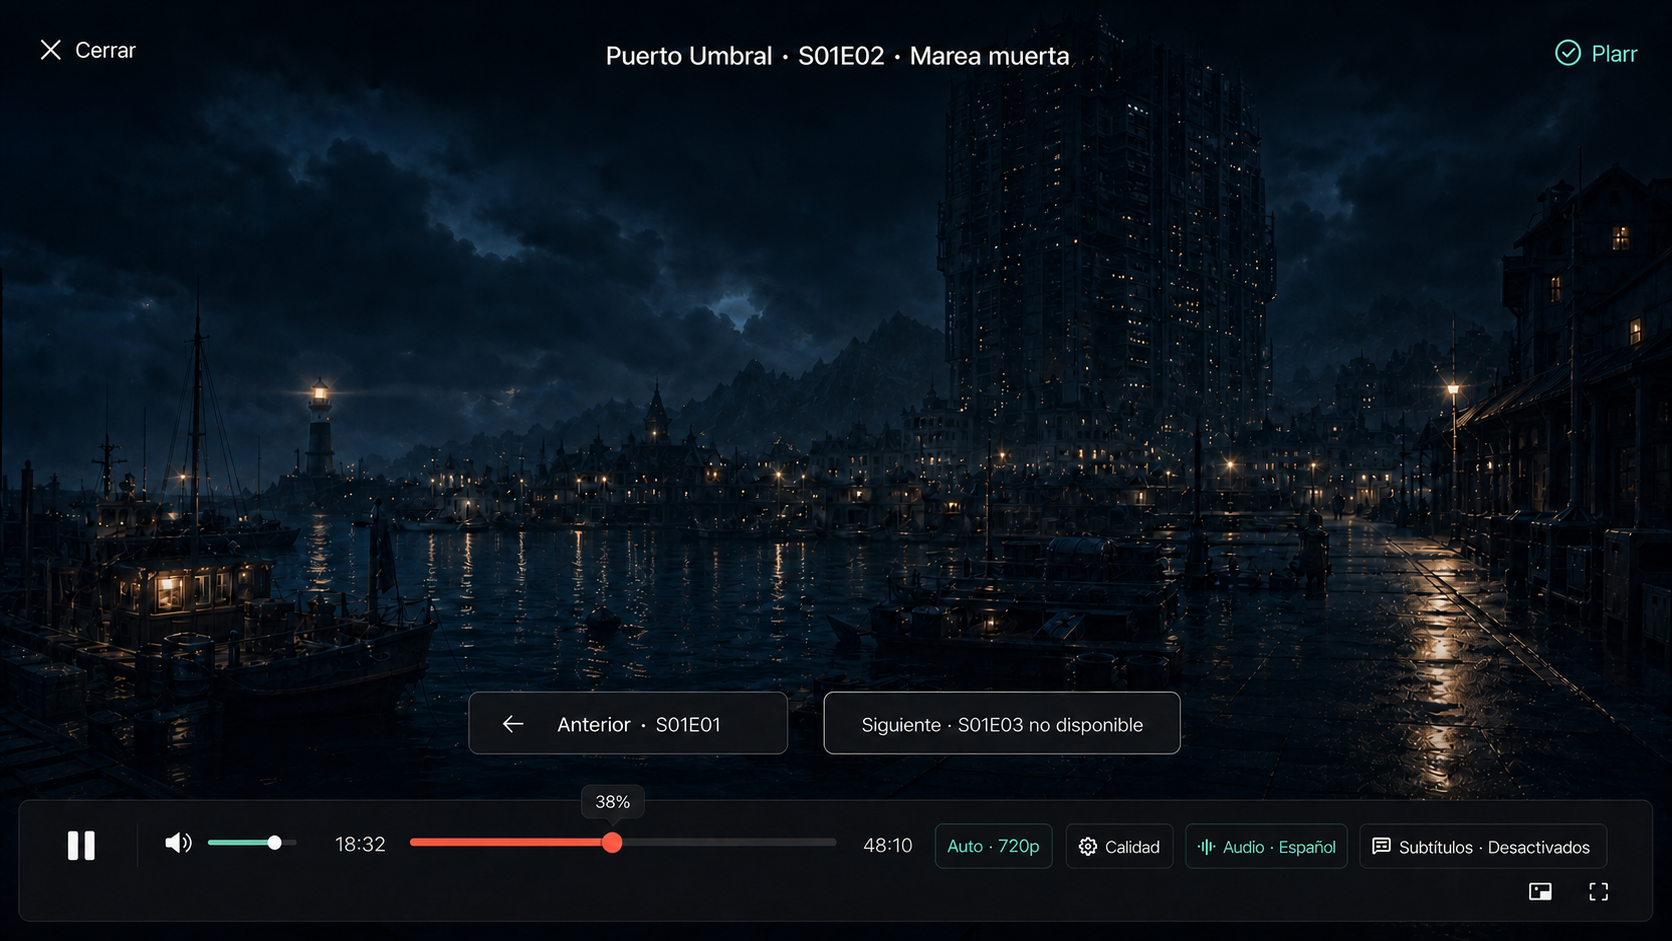 Cerrar
Puerto Umbral · S01E02 · Marea muerta
Plarr
Anterior · S01E01
Siguiente · S01E03 no disponible
38%
18:32
48:10
Auto · 720p
Calidad
Audio · Español
Subtítulos · Desactivados